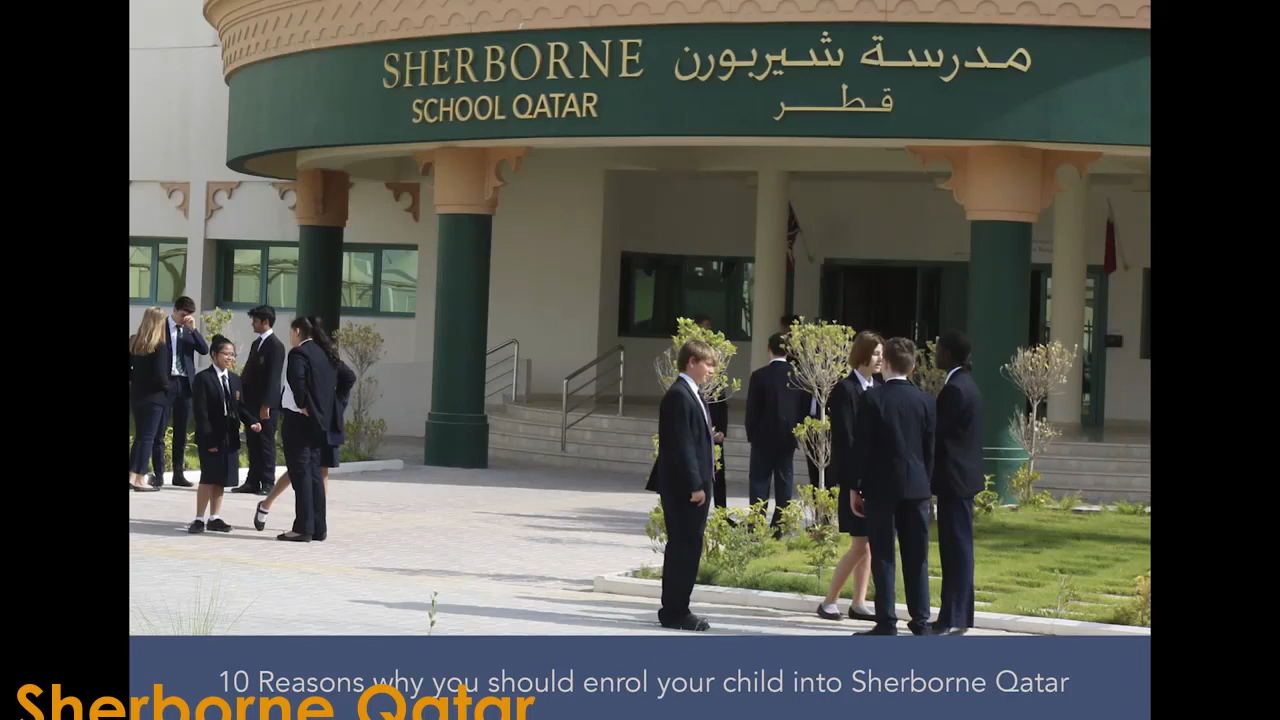 SHERBORNE مدرسة شيربورن
SCHOOL QATAR قطر
10 Reasons why you should enrol your child into Sherborne Qatar
Sherborne Qatar